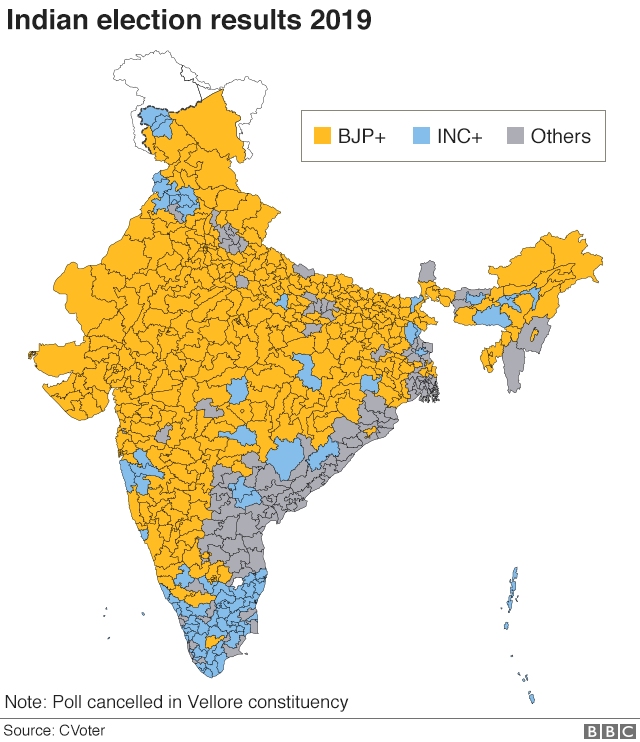 Indian election results 2019
BJP+ INC+ Others
Note: Poll cancelled in Vellore constituency
Source: CVoter
BBC